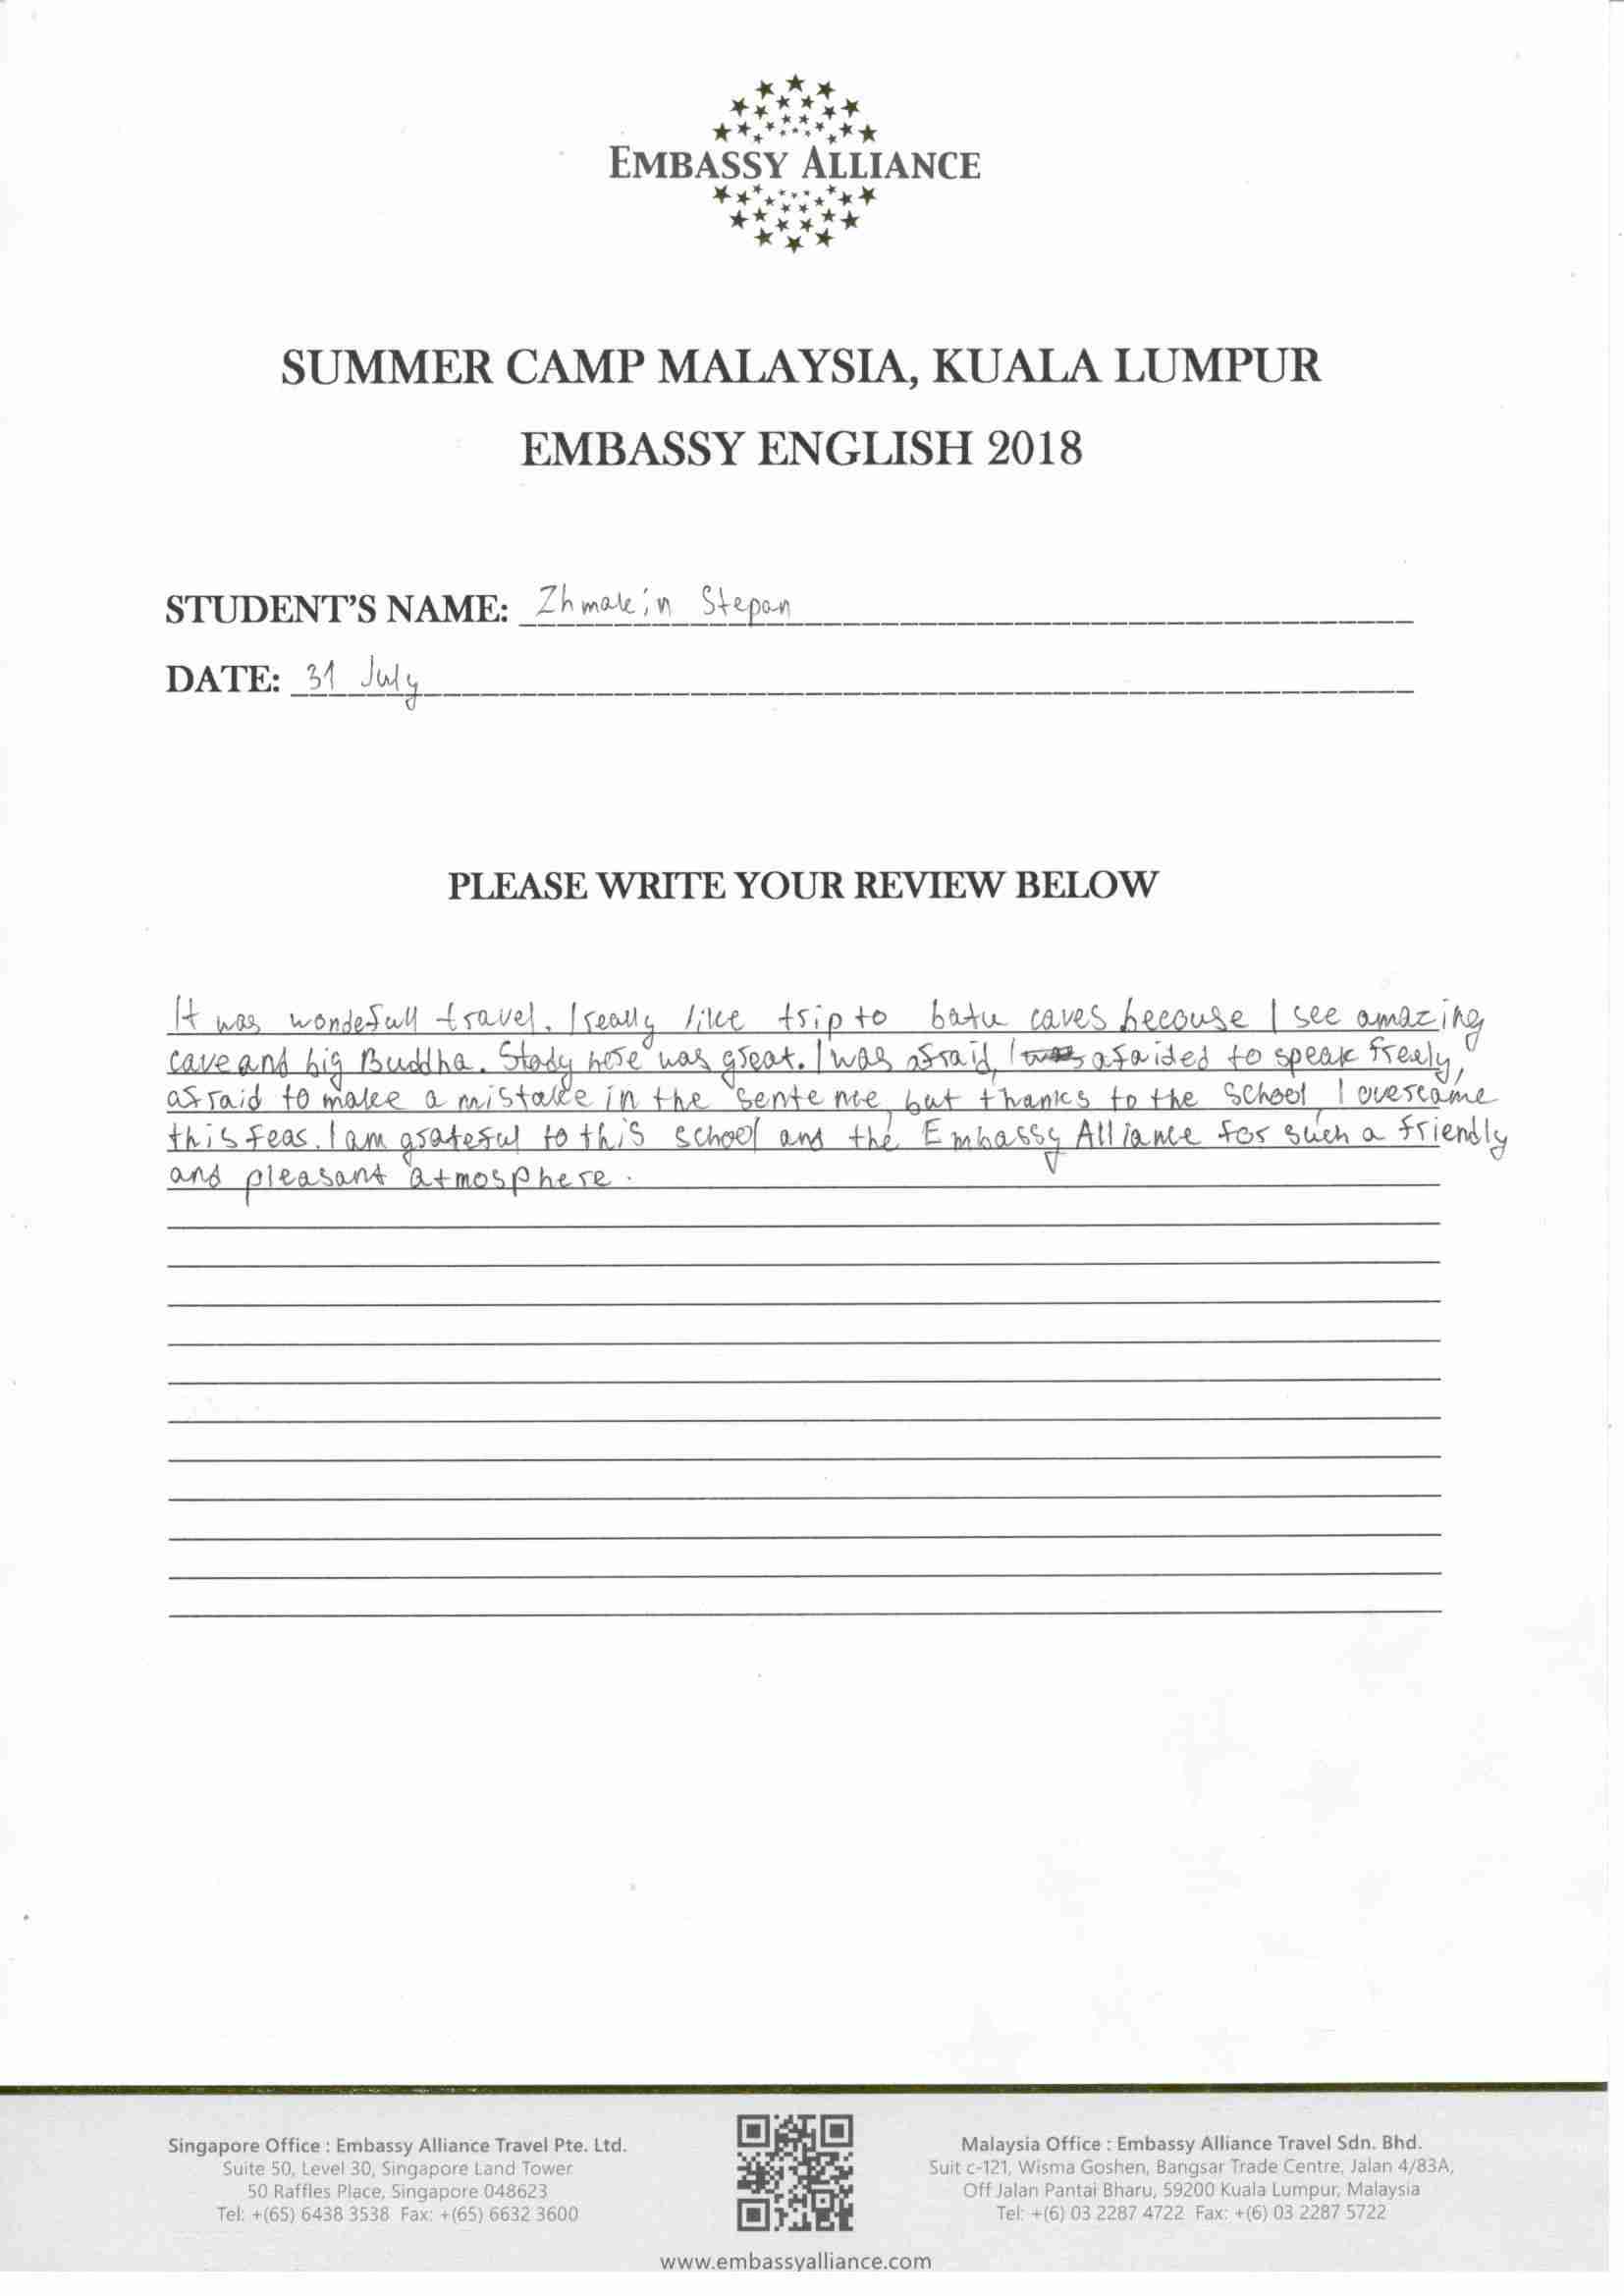 EMBASSY ALLIANCE
SUMMER CAMP MALAYSIA, KUALA LUMPUR
EMBASSY ENGLISH 2018
STUDENT'S NAME: Zhmakin Stepan
DATE: 31 July
PLEASE WRITE YOUR REVIEW BELOW
It was wondefull travel. I really like trip to batu caves becouse I see amazing
cave and big Buddha. Stady here was great. I was afraid, I was afaided to speak freely,
afraid to make a mistake in the sentence, but thanks to the school, I overcame
this fear. I am grateful to this school and the Embassy Alliance for such a friendly
and pleasant atmosphere.
Singapore Office : Embassy Alliance Travel Pte. Ltd.
Suite 50, Level 30, Singapore Land Tower
50 Raffles Place, Singapore 048623
Tel: +(65) 6438 3538 Fax: +(65) 6632 3600
Malaysia Office : Embassy Alliance Travel Sdn. Bhd.
Suit c-121, Wisma Goshen, Bangsar Trade Centre, Jalan 4/83A,
Off Jalan Pantai Bharu, 59200 Kuala Lumpur, Malaysia
Tel: +(6) 03 2287 4722 Fax: +(6) 03 2287 5722
www.embassyalliance.com